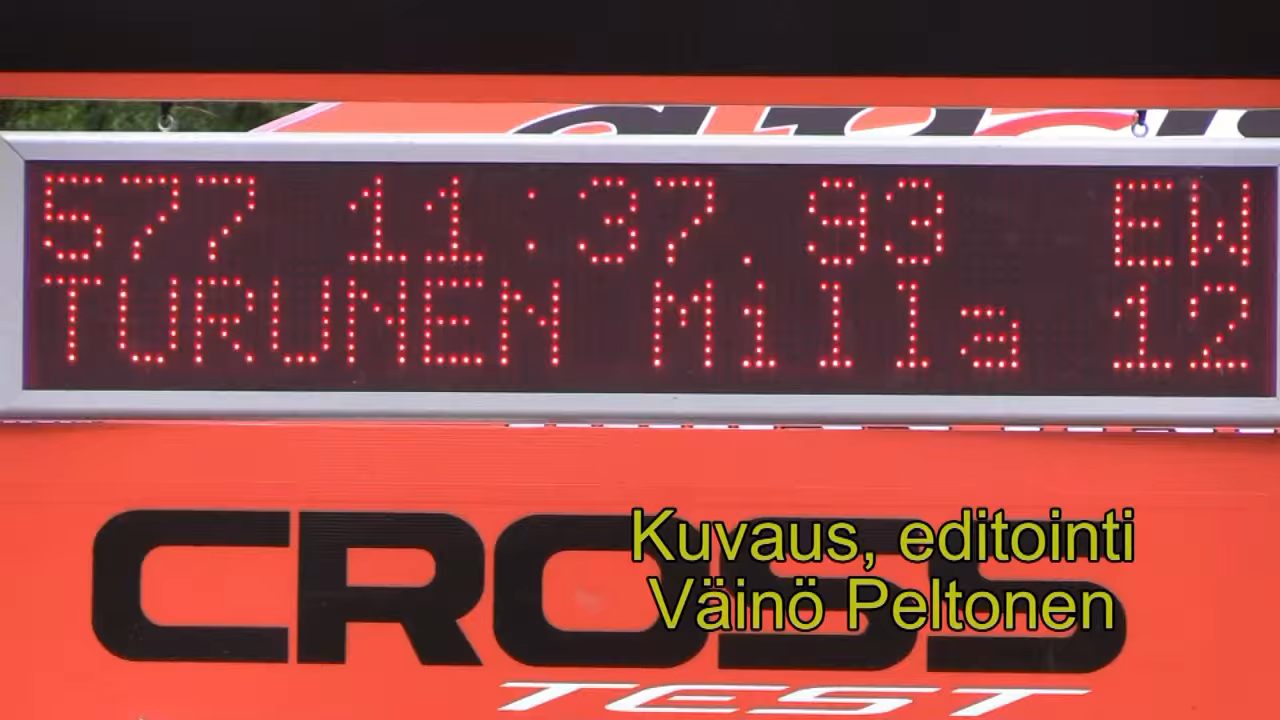 577 11:37.93 EW
TURUNEN Milla 12
CROSS
Kuvaus, editointi
Väinö Peltonen
TEST